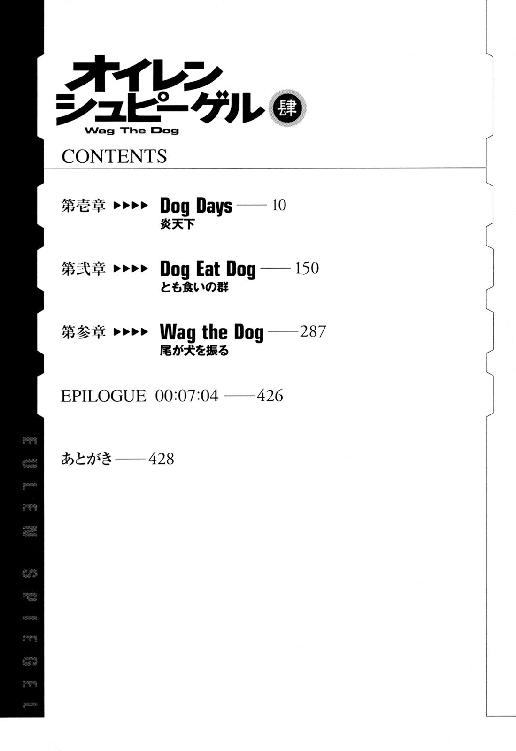 オイレン
シュピーゲル 肆
Wag The Dog
CONTENTS
第壱章 ▶▶▶▶ Dog Days —— 10
炎天下
第弐章 ▶▶▶▶ Dog Eat Dog —— 150
とも食いの群
第参章 ▶▶▶▶ Wag the Dog —— 287
尾が犬を振る
EPILOGUE 00:07:04 —— 426
あとがき —— 428
EULEN SPIEGEL